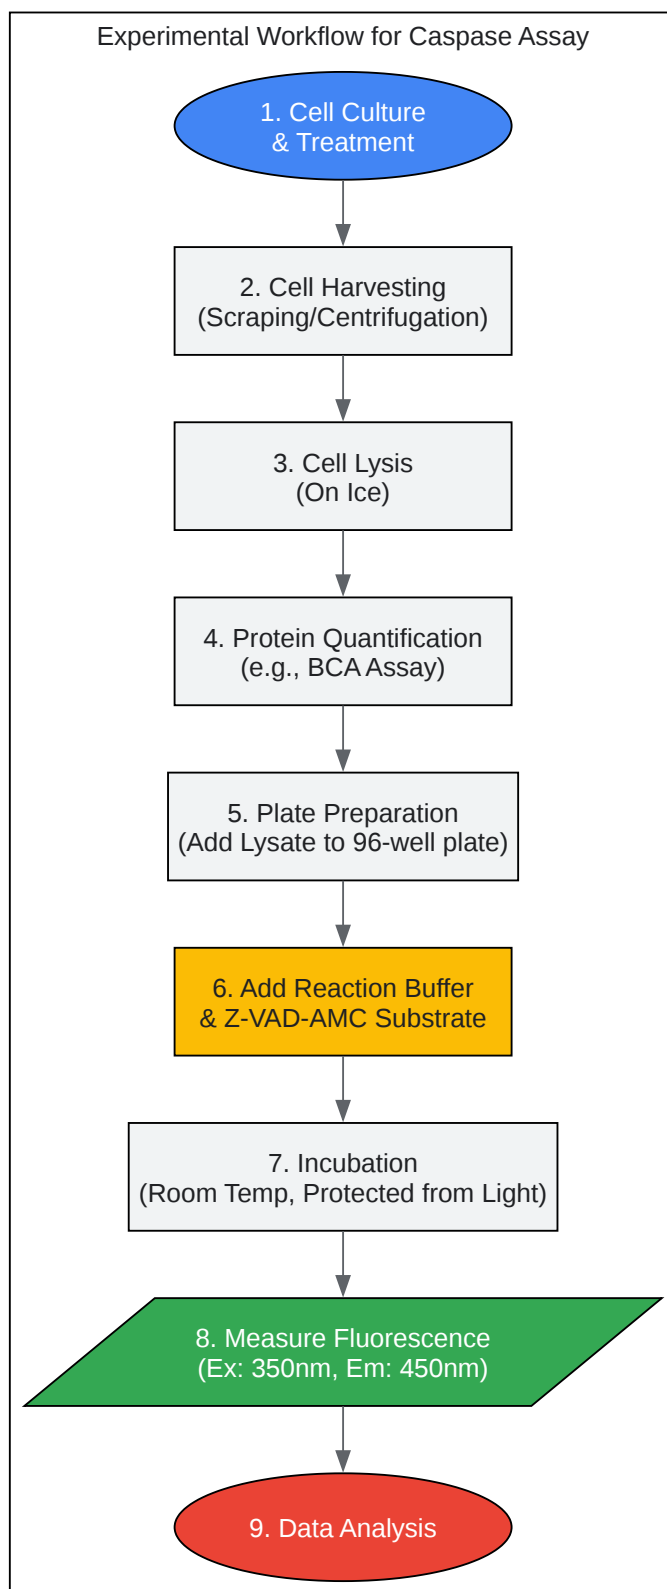 Experimental Workflow for Caspase Assay
1. Cell Culture
& Treatment
2. Cell Harvesting
(Scraping/Centrifugation)
3. Cell Lysis
(On Ice)
4. Protein Quantification
(e.g., BCA Assay)
5. Plate Preparation
(Add Lysate to 96-well plate)
6. Add Reaction Buffer
& Z-VAD-AMC Substrate
7. Incubation
(Room Temp, Protected from Light)
8. Measure Fluorescence
(Ex: 350nm, Em: 450nm)
9. Data Analysis